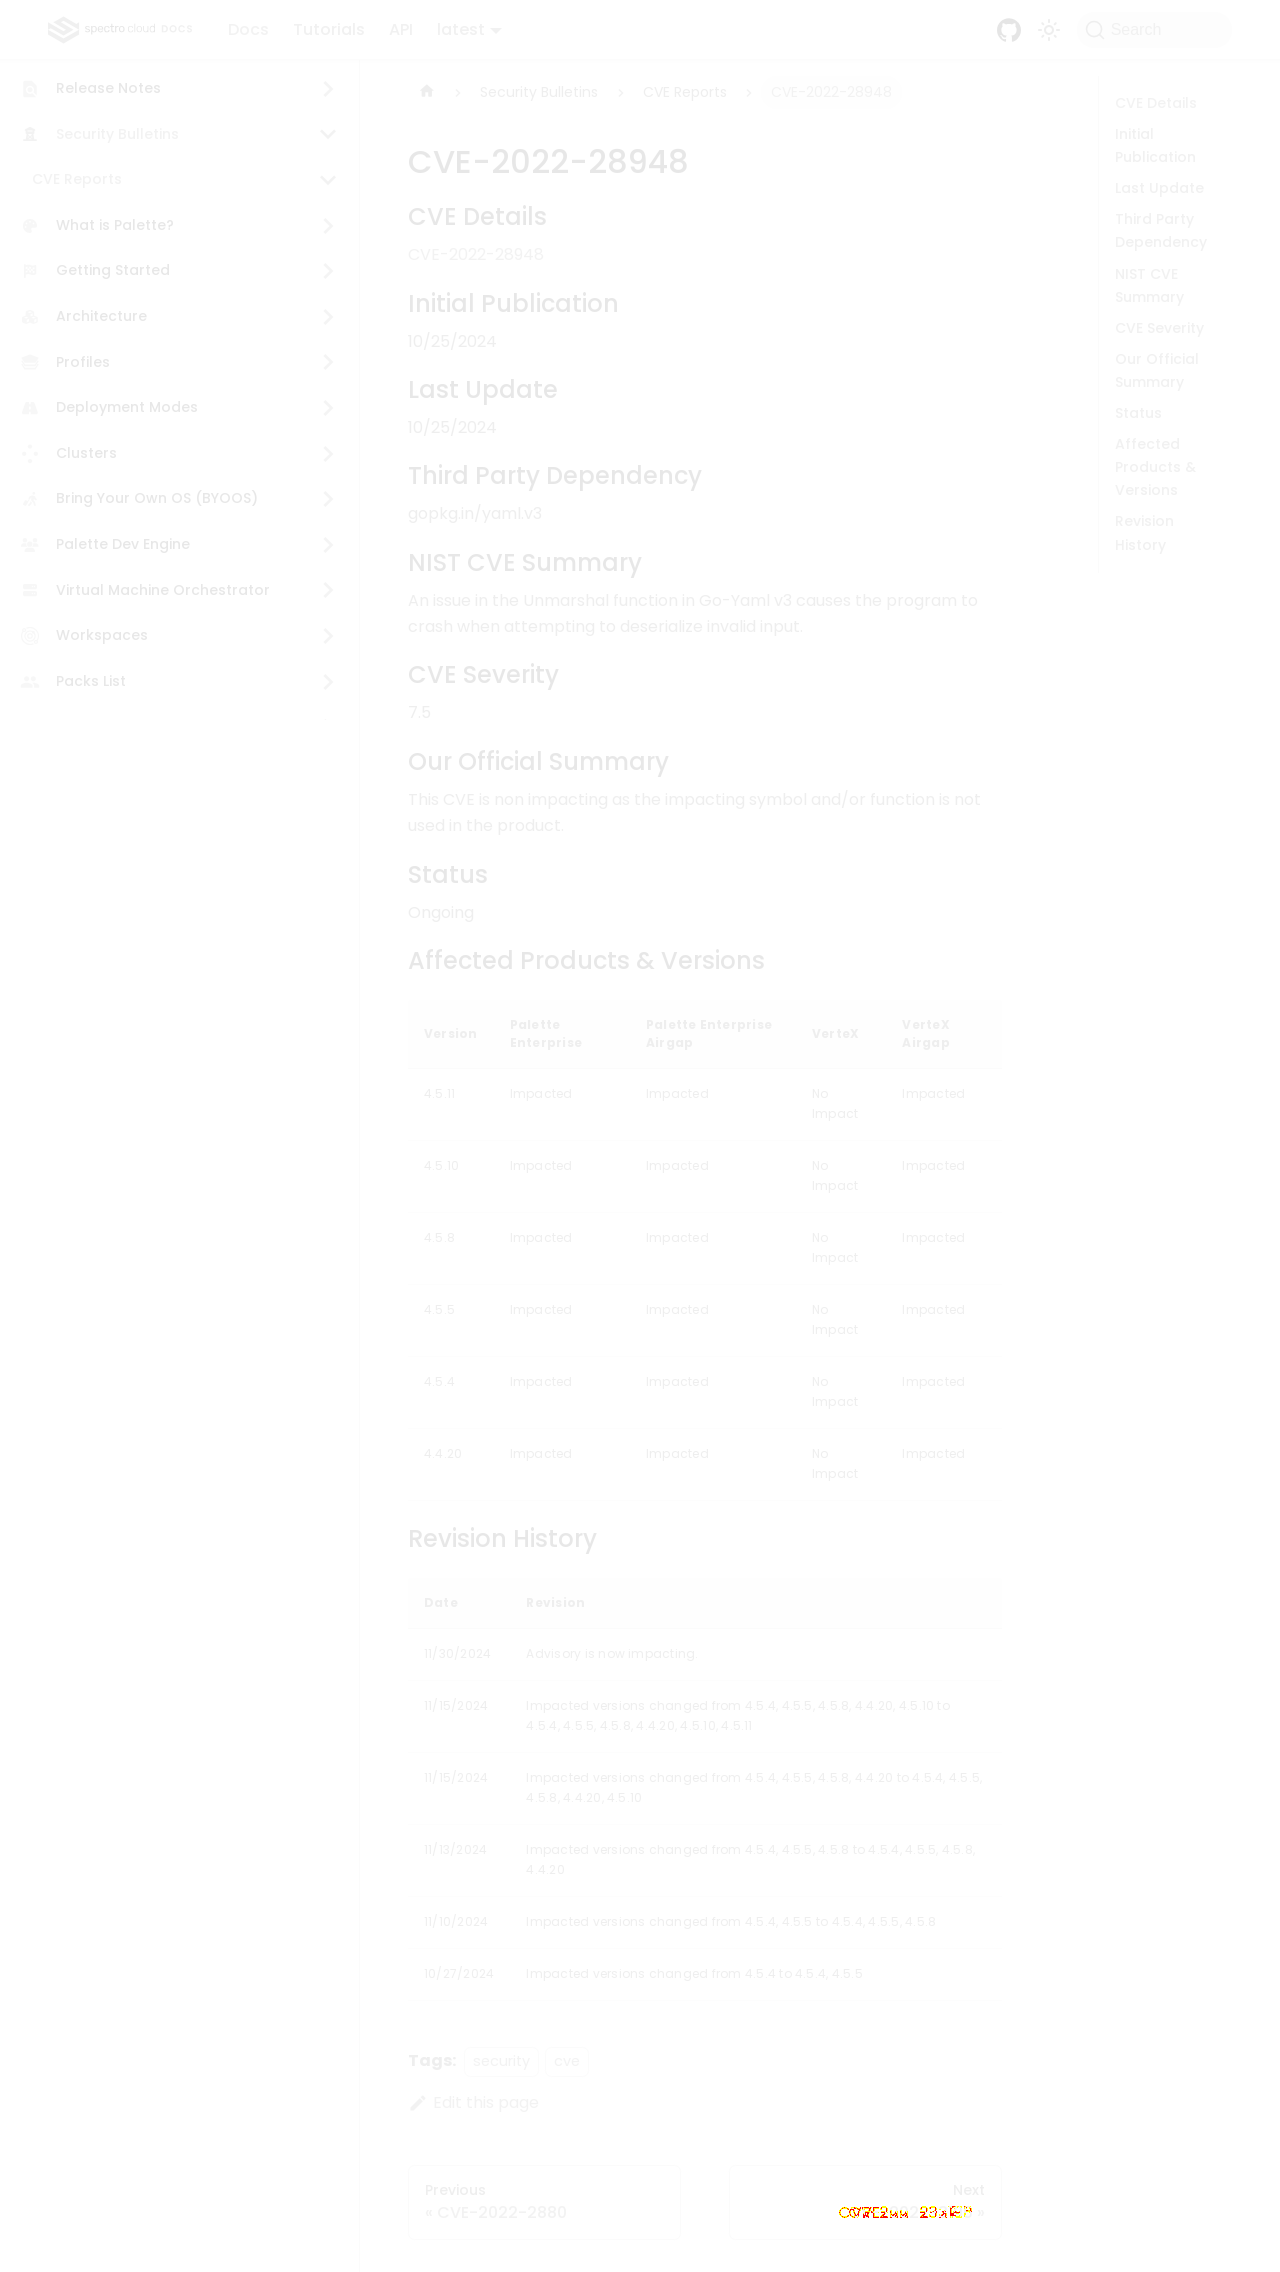 spectro cloud DOCS Docs Tutorials API latest Search
Release Notes
Security Bulletins
CVE Reports
What is Palette?
Getting Started
Architecture
Profiles
Deployment Modes
Clusters
Bring Your Own OS (BYOOS)
Palette Dev Engine
Virtual Machine Orchestrator
Workspaces
Packs List
Security Bulletins CVE Reports CVE-2022-28948
CVE-2022-28948
CVE Details
CVE-2022-28948
Initial Publication
10/25/2024
Last Update
10/25/2024
Third Party Dependency
gopkg.in/yaml.v3
NIST CVE Summary
An issue in the Unmarshal function in Go-Yaml v3 causes the program to
crash when attempting to deserialize invalid input.
CVE Severity
7.5
Our Official Summary
This CVE is non impacting as the impacting symbol and/or function is not
used in the product.
Status
Ongoing
Affected Products & Versions
Version Palette Enterprise Palette Enterprise Airgap VerteX VerteX Airgap
4.5.11 Impacted Impacted No Impact Impacted
4.5.10 Impacted Impacted No Impact Impacted
4.5.8 Impacted Impacted No Impact Impacted
4.5.5 Impacted Impacted No Impact Impacted
4.5.4 Impacted Impacted No Impact Impacted
4.4.20 Impacted Impacted No Impact Impacted
Revision History
Date Revision
11/30/2024 Advisory is now impacting
11/15/2024 Impacted versions changed from 4.5.4, 4.5.5, 4.5.8, 4.4.20, 4.5.10 to
4.5.4, 4.5.5, 4.5.8, 4.4.20, 4.5.10, 4.5.11
11/15/2024 Impacted versions changed from 4.5.4, 4.5.5, 4.5.8, 4.4.20 to 4.5.4, 4.5.5,
4.5.8, 4.4.20, 4.5.10
11/13/2024 Impacted versions changed from 4.5.4, 4.5.5, 4.5.8 to 4.5.4, 4.5.5, 4.5.8,
4.4.20
11/10/2024 Impacted versions changed from 4.5.4, 4.5.5 to 4.5.4, 4.5.5, 4.5.8
10/27/2024 Impacted versions changed from 4.5.4 to 4.5.4, 4.5.5
Tags: security cve
Edit this page
Previous
« CVE-2022-2880
Next
»
CVE Details
Initial
Publication
Last Update
Third Party
Dependency
NIST CVE
Summary
CVE Severity
Our Official
Summary
Status
Affected
Products &
Versions
Revision
History